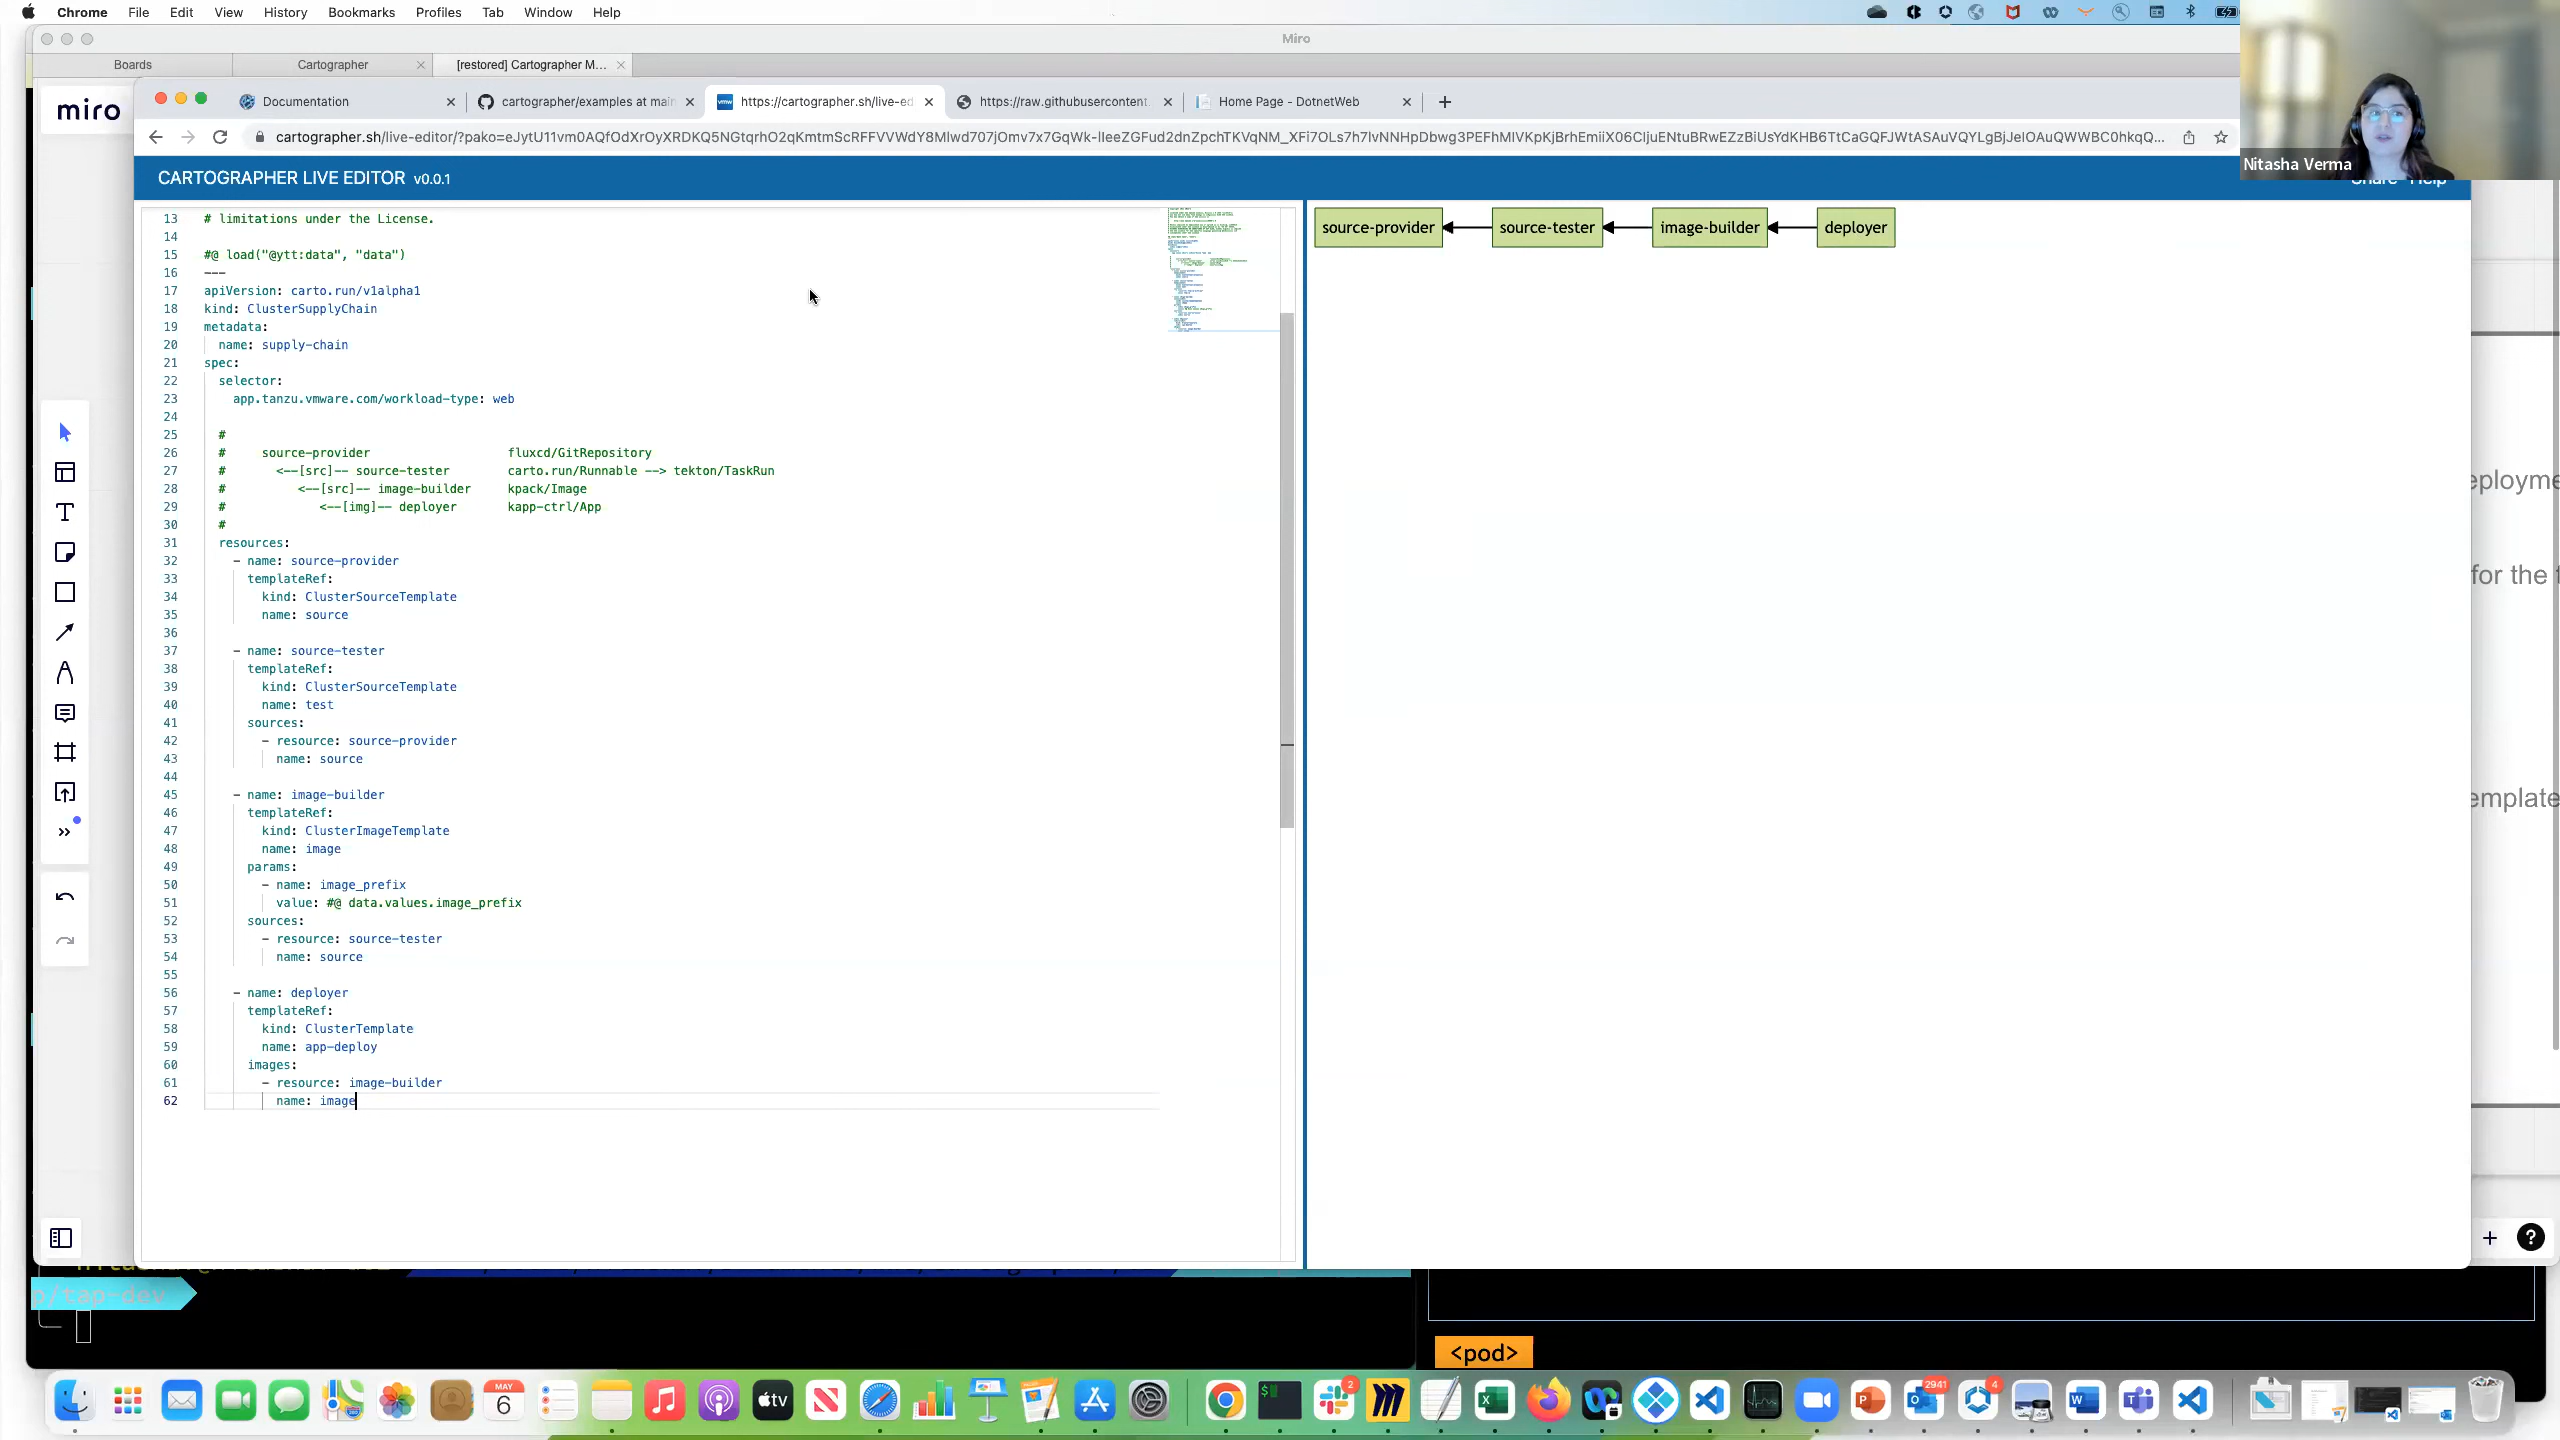 Chrome File Edit View History Bookmarks Profiles Tab Window Help
Miro
Boards Cartographer [restored] Cartographer M...
miro
Documentation cartographer/examples at main https://cartographer.sh/live-ed https://raw.githubusercontent. Home Page - DotnetWeb
CARTOGRAPHER LIVE EDITOR v0.0.1
Nitasha Verma
13 # limitations under the License.
14
15 #@ load("@ytt:data", "data")
16 ---
17 apiVersion: carto.run/v1alpha1
18 kind: ClusterSupplyChain
19 metadata:
20 name: supply-chain
21 spec:
22 selector:
23 app.tanzu.vmware.com/workload-type: web
24
25 #
26 # source-provider fluxcd/GitRepository
27 # <--[src]-- source-tester carto.run/Runnable --> tekton/TaskRun
28 # <--[src]-- image-builder kpack/Image
29 # <--[img]-- deployer kapp-ctrl/App
30 #
31 resources:
32 - name: source-provider
33 templateRef:
34 kind: ClusterSourceTemplate
35 name: source
36
37 - name: source-tester
38 templateRef:
39 kind: ClusterSourceTemplate
40 name: test
41 sources:
42 - resource: source-provider
43 name: source
44
45 - name: image-builder
46 templateRef:
47 kind: ClusterImageTemplate
48 name: image
49 params:
50 - name: image_prefix
51 value: #@ data.values.image_prefix
52 sources:
53 - resource: source-tester
54 name: source
55
56 - name: deployer
57 templateRef:
58 kind: ClusterTemplate
59 name: app-deploy
60 images:
61 - resource: image-builder
62 name: image
source-provider source-tester image-builder deployer
for the
p/tap-dev
<pod>
MAY
6
tv
2
2941
4